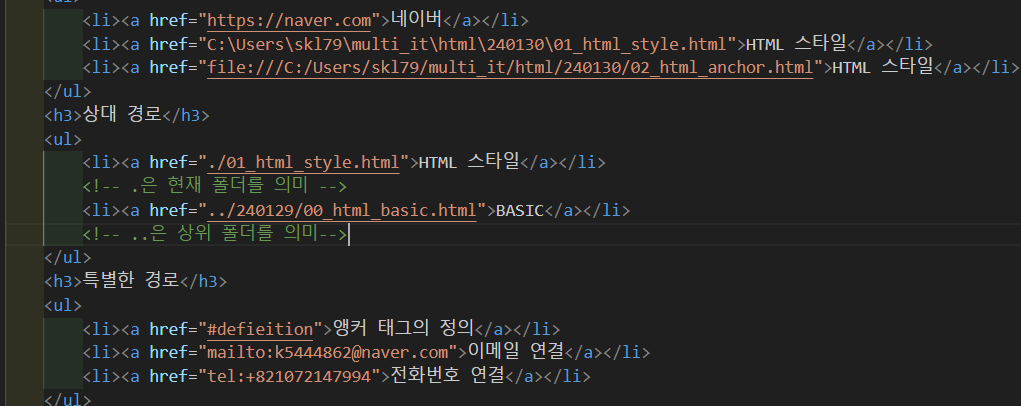 <ul>
<li><a href="https://naver.com">네이버</a></li>
<li><a href="C:\Users\skl79\multi_it\html\240130\01_html_style.html">HTML 스타일</a></li>
<li><a href="file:///C:/Users/skl79/multi_it/html/240130/02_html_anchor.html">HTML 스타일</a></li>
</ul>
<h3>상대 경로</h3>
<ul>
<li><a href="./01_html_style.html">HTML 스타일</a></li>
<!-- .은 현재 폴더를 의미 -->
<li><a href="../240129/00_html_basic.html">BASIC</a></li>
<!-- ..은 상위 폴더를 의미-->
</ul>
<h3>특별한 경로</h3>
<ul>
<li><a href="#defieition">앵커 태그의 정의</a></li>
<li><a href="mailto:k5444862@naver.com">이메일 연결</a></li>
<li><a href="tel:+821072147994">전화번호 연결</a></li>
</ul>